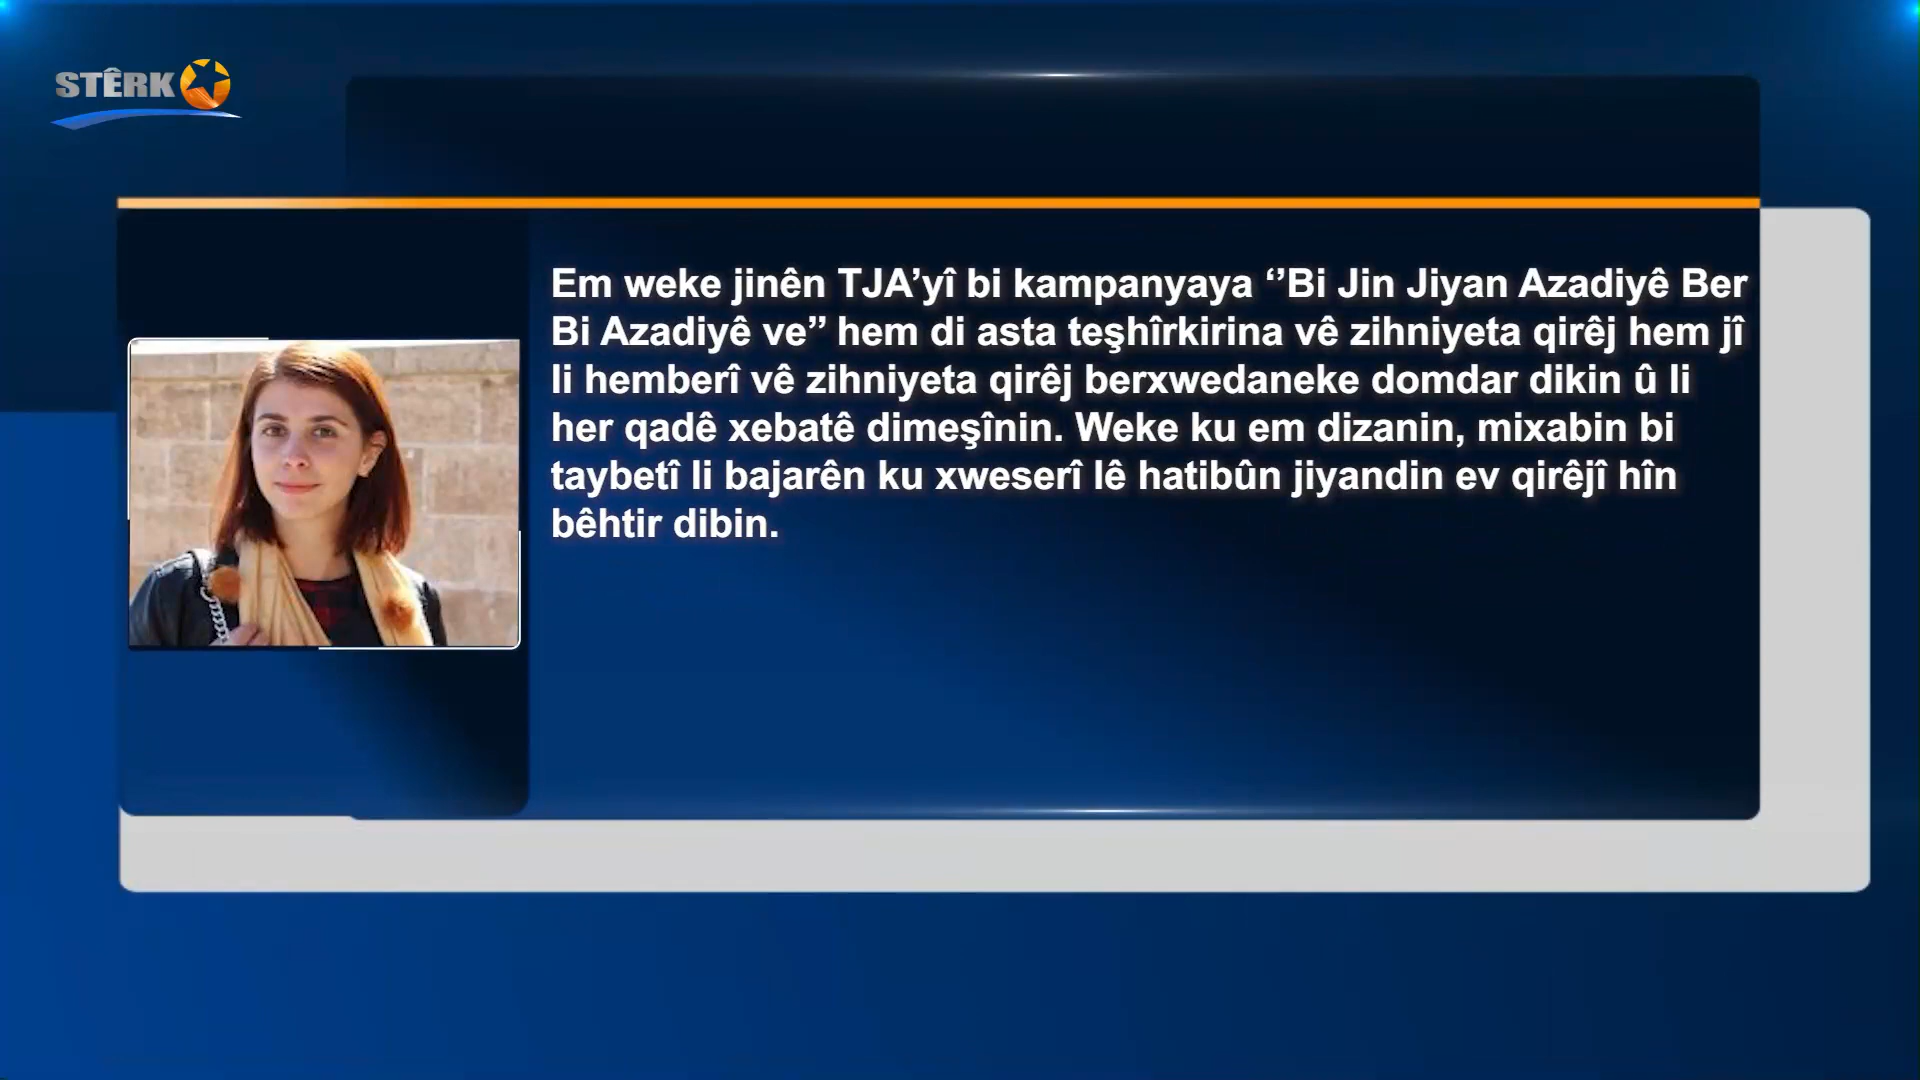 STÊRK
Em weke jinên TJA’yî bi kampanyaya ‘’Bi Jin Jiyan Azadiyê Ber
Bi Azadiyê ve’’ hem di asta teşhîrkirina vê zihniyeta qirêj hem jî
li hemberî vê zihniyeta qirêj berxwedaneke domdar dikin û li
her qadê xebatê dimeşînin. Weke ku em dizanin, mixabin bi
taybetî li bajarên ku xweserî lê hatibûn jiyandin ev qirêjî hîn
bêhtir dibin.